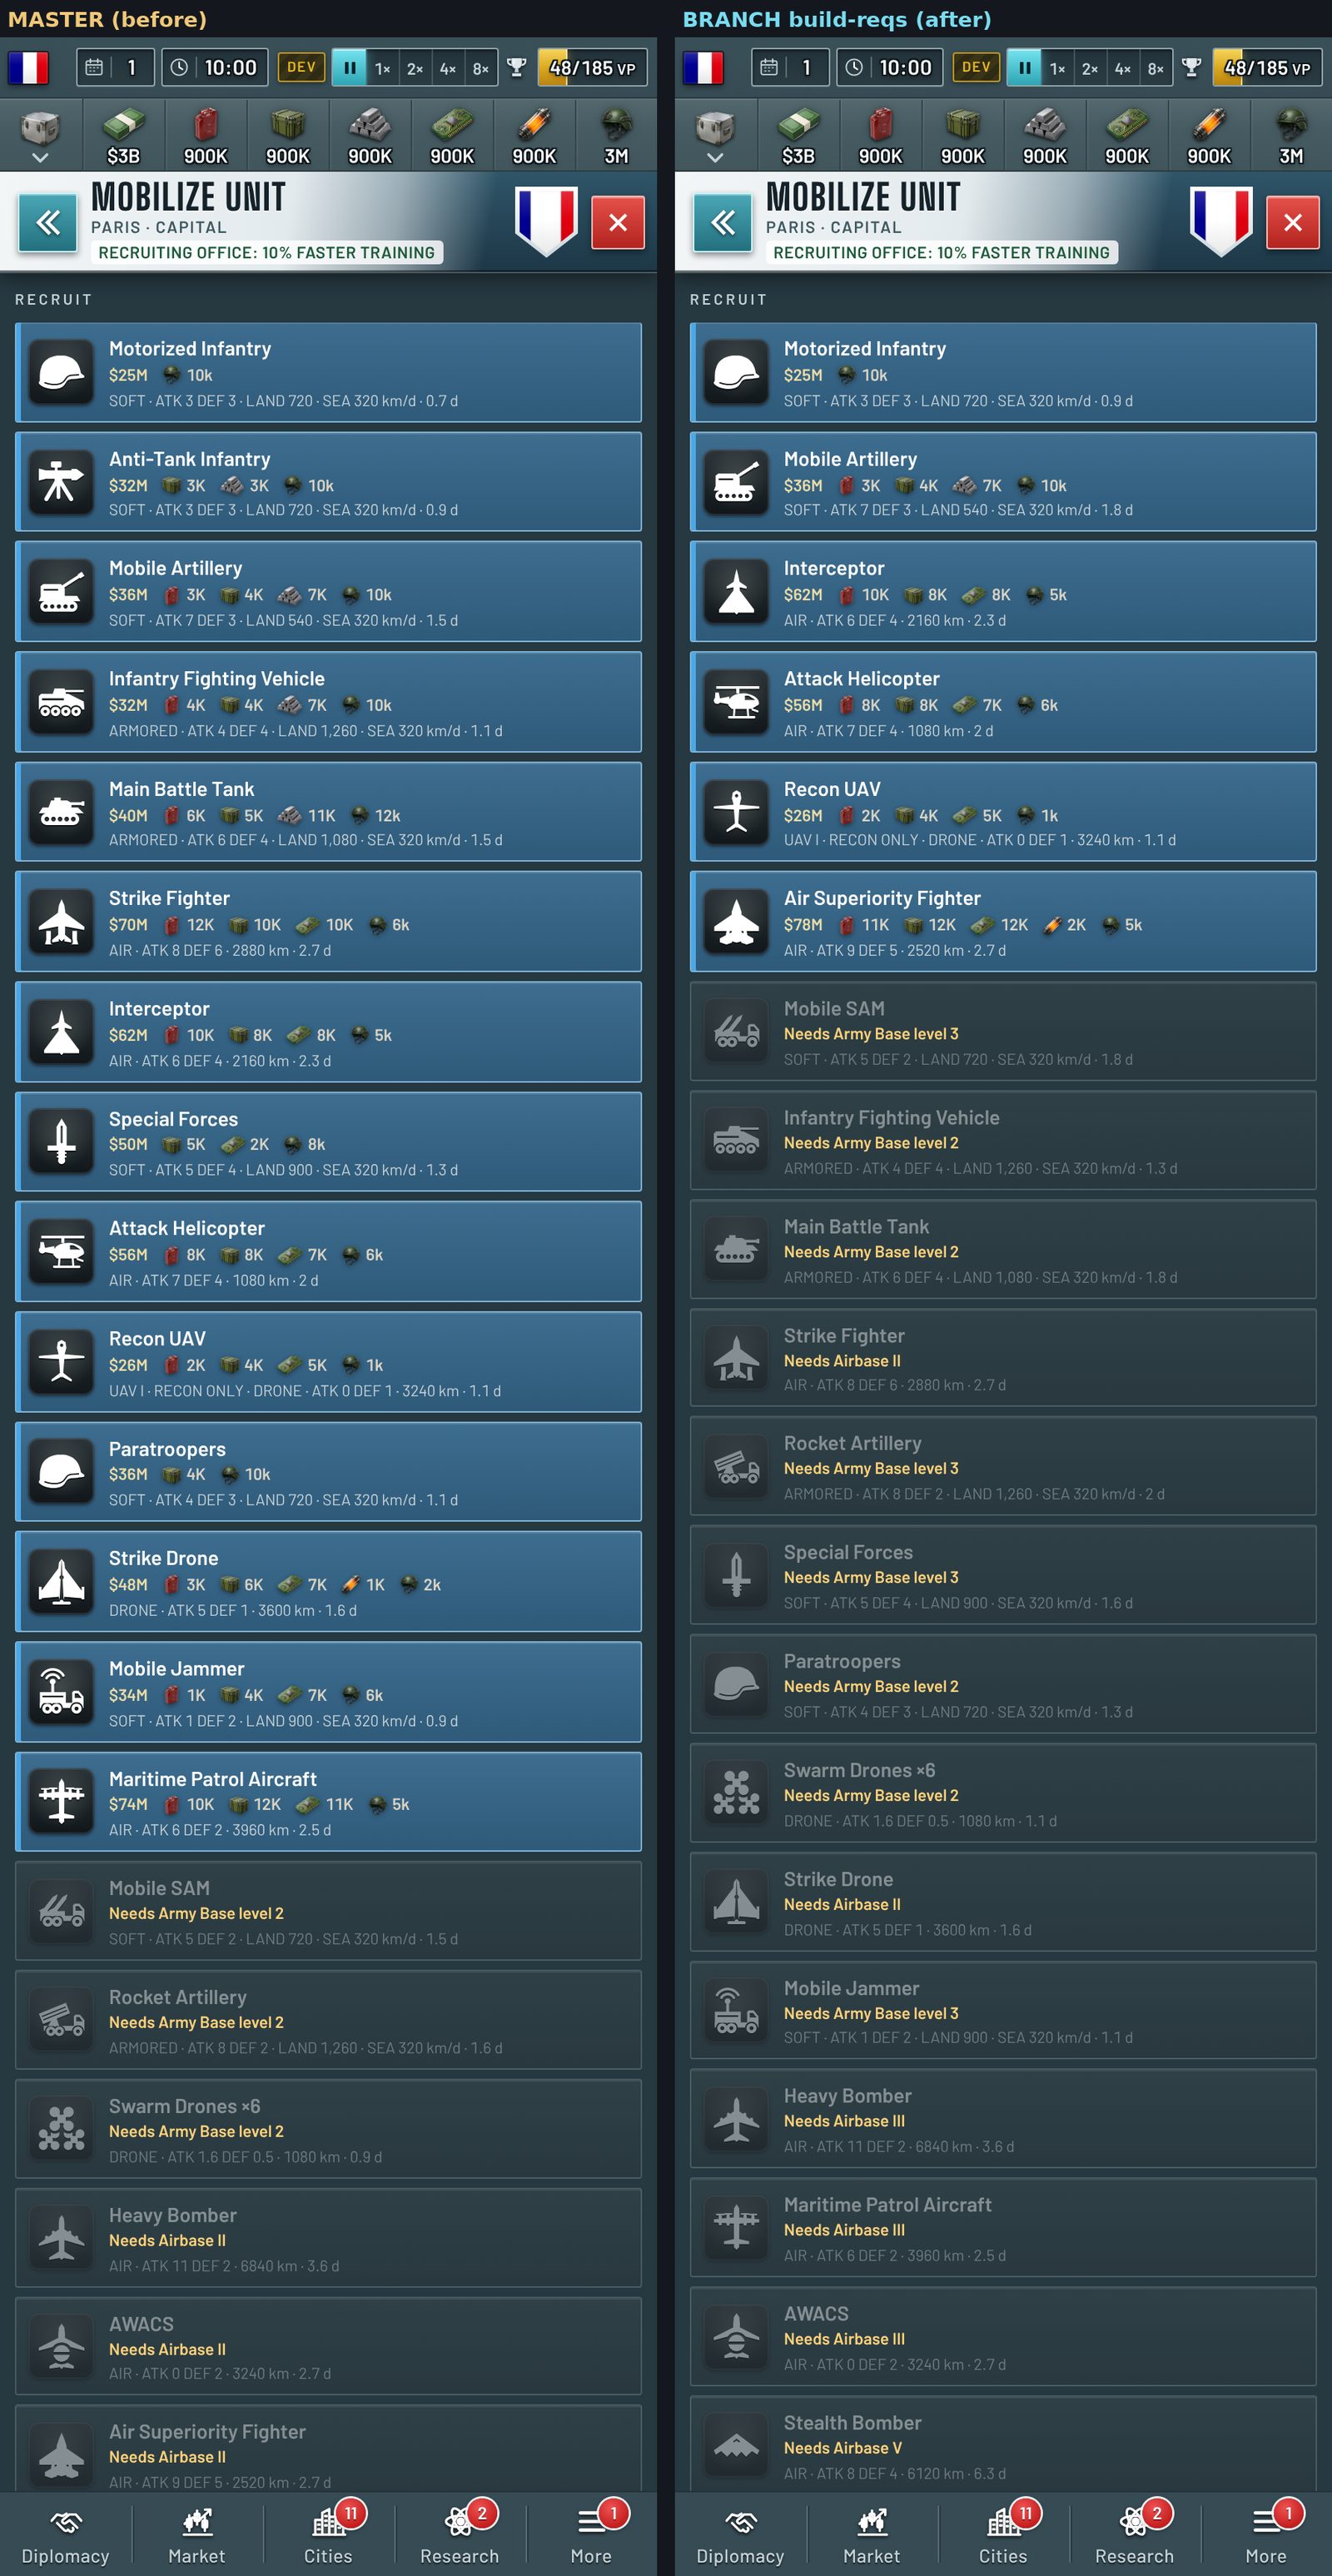 MASTER (before)
1
10:00
DEV
1×
2×
4×
8×
48/185 VP
$3B
900K
900K
900K
900K
900K
3M
MOBILIZE UNIT
PARIS · CAPITAL
RECRUITING OFFICE: 10% FASTER TRAINING
RECRUIT
Motorized Infantry
$25M 10k
SOFT · ATK 3 DEF 3 · LAND 720 · SEA 320 km/d · 0.7 d
Anti-Tank Infantry
$32M 3K 3K 10k
SOFT · ATK 3 DEF 3 · LAND 720 · SEA 320 km/d · 0.9 d
Mobile Artillery
$36M 3K 4K 7K 10k
SOFT · ATK 7 DEF 3 · LAND 540 · SEA 320 km/d · 1.5 d
Infantry Fighting Vehicle
$32M 4K 4K 7K 10k
ARMORED · ATK 4 DEF 4 · LAND 1,260 · SEA 320 km/d · 1.1 d
Main Battle Tank
$40M 6K 5K 11K 12k
ARMORED · ATK 6 DEF 4 · LAND 1,080 · SEA 320 km/d · 1.5 d
Strike Fighter
$70M 12K 10K 10K 6k
AIR · ATK 8 DEF 6 · 2880 km · 2.7 d
Interceptor
$62M 10K 8K 8K 5k
AIR · ATK 6 DEF 4 · 2160 km · 2.3 d
Special Forces
$50M 5K 2K 8k
SOFT · ATK 5 DEF 4 · LAND 900 · SEA 320 km/d · 1.3 d
Attack Helicopter
$56M 8K 8K 7K 6k
AIR · ATK 7 DEF 4 · 1080 km · 2 d
Recon UAV
$26M 2K 4K 5K 1k
UAV I · RECON ONLY · DRONE · ATK 0 DEF 1 · 3240 km · 1.1 d
Paratroopers
$36M 4K 10k
SOFT · ATK 4 DEF 3 · LAND 720 · SEA 320 km/d · 1.1 d
Strike Drone
$48M 3K 6K 7K 1K 2k
DRONE · ATK 5 DEF 1 · 3600 km · 1.6 d
Mobile Jammer
$34M 1K 4K 7K 6k
SOFT · ATK 1 DEF 2 · LAND 900 · SEA 320 km/d · 0.9 d
Maritime Patrol Aircraft
$74M 10K 12K 11K 5k
AIR · ATK 6 DEF 2 · 3960 km · 2.5 d
Mobile SAM
Needs Army Base level 2
SOFT · ATK 5 DEF 2 · LAND 720 · SEA 320 km/d · 1.5 d
Rocket Artillery
Needs Army Base level 2
ARMORED · ATK 8 DEF 2 · LAND 1,260 · SEA 320 km/d · 1.6 d
Swarm Drones ×6
Needs Army Base level 2
DRONE · ATK 1.6 DEF 0.5 · 1080 km · 0.9 d
Heavy Bomber
Needs Airbase II
AIR · ATK 11 DEF 2 · 6840 km · 3.6 d
AWACS
Needs Airbase II
AIR · ATK 0 DEF 2 · 3240 km · 2.7 d
Air Superiority Fighter
Needs Airbase II
AIR · ATK 9 DEF 5 · 2520 km · 2.7 d
11
2
1
Diplomacy
Market
Cities
Research
More
BRANCH build-reqs (after)
1
10:00
DEV
1×
2×
4×
8×
48/185 VP
$3B
900K
900K
900K
900K
900K
3M
MOBILIZE UNIT
PARIS · CAPITAL
RECRUITING OFFICE: 10% FASTER TRAINING
RECRUIT
Motorized Infantry
$25M 10k
SOFT · ATK 3 DEF 3 · LAND 720 · SEA 320 km/d · 0.9 d
Mobile Artillery
$36M 3K 4K 7K 10k
SOFT · ATK 7 DEF 3 · LAND 540 · SEA 320 km/d · 1.8 d
Interceptor
$62M 10K 8K 8K 5k
AIR · ATK 6 DEF 4 · 2160 km · 2.3 d
Attack Helicopter
$56M 8K 8K 7K 6k
AIR · ATK 7 DEF 4 · 1080 km · 2 d
Recon UAV
$26M 2K 4K 5K 1k
UAV I · RECON ONLY · DRONE · ATK 0 DEF 1 · 3240 km · 1.1 d
Air Superiority Fighter
$78M 11K 12K 12K 2K 5k
AIR · ATK 9 DEF 5 · 2520 km · 2.7 d
Mobile SAM
Needs Army Base level 3
SOFT · ATK 5 DEF 2 · LAND 720 · SEA 320 km/d · 1.8 d
Infantry Fighting Vehicle
Needs Army Base level 2
ARMORED · ATK 4 DEF 4 · LAND 1,260 · SEA 320 km/d · 1.3 d
Main Battle Tank
Needs Army Base level 2
ARMORED · ATK 6 DEF 4 · LAND 1,080 · SEA 320 km/d · 1.8 d
Strike Fighter
Needs Airbase II
AIR · ATK 8 DEF 6 · 2880 km · 2.7 d
Rocket Artillery
Needs Army Base level 3
ARMORED · ATK 8 DEF 2 · LAND 1,260 · SEA 320 km/d · 2 d
Special Forces
Needs Army Base level 3
SOFT · ATK 5 DEF 4 · LAND 900 · SEA 320 km/d · 1.6 d
Paratroopers
Needs Army Base level 2
SOFT · ATK 4 DEF 3 · LAND 720 · SEA 320 km/d · 1.3 d
Swarm Drones ×6
Needs Army Base level 2
DRONE · ATK 1.6 DEF 0.5 · 1080 km · 1.1 d
Strike Drone
Needs Airbase II
DRONE · ATK 5 DEF 1 · 3600 km · 1.6 d
Mobile Jammer
Needs Army Base level 3
SOFT · ATK 1 DEF 2 · LAND 900 · SEA 320 km/d · 1.1 d
Heavy Bomber
Needs Airbase III
AIR · ATK 11 DEF 2 · 6840 km · 3.6 d
Maritime Patrol Aircraft
Needs Airbase III
AIR · ATK 6 DEF 2 · 3960 km · 2.5 d
AWACS
Needs Airbase III
AIR · ATK 0 DEF 2 · 3240 km · 2.7 d
Stealth Bomber
Needs Airbase V
AIR · ATK 8 DEF 4 · 6120 km · 6.3 d
11
2
1
Diplomacy
Market
Cities
Research
More